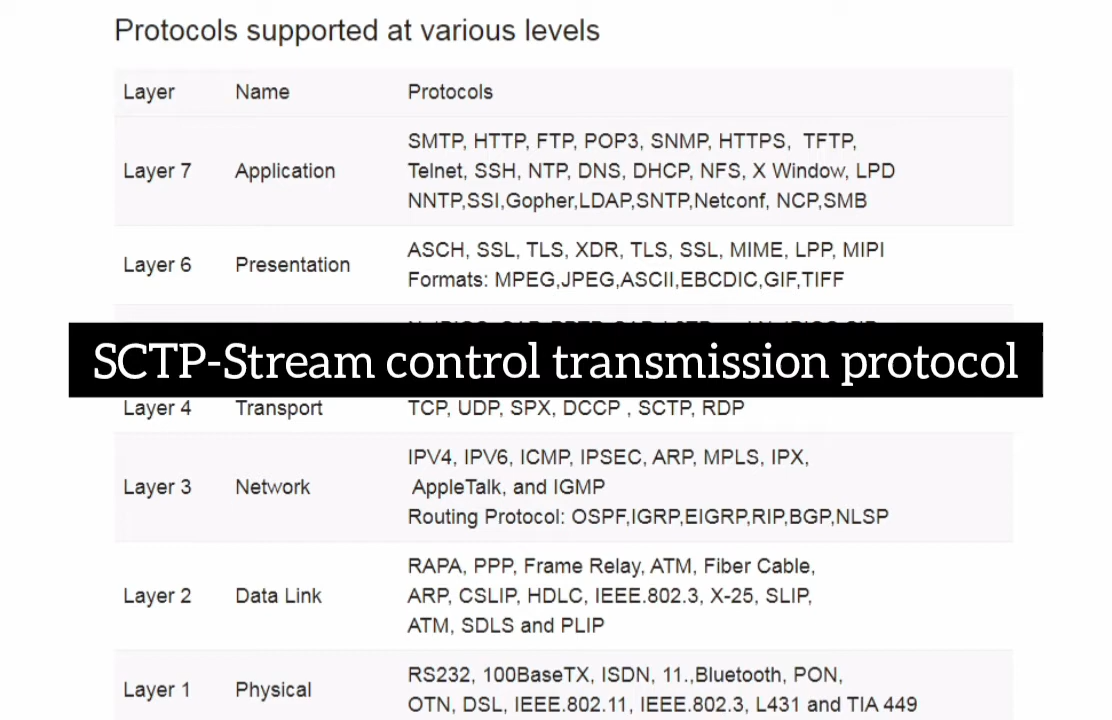 Protocols supported at various levels
Layer Name Protocols
SMTP, HTTP, FTP, POP3, SNMP, HTTPS, TFTP,
Layer 7 Application Telnet, SSH, NTP, DNS, DHCP, NFS, X Window, LPD
NNTP,SSI,Gopher,LDAP,SNTP,Netconf, NCP,SMB
ASCH, SSL, TLS, XDR, TLS, SSL, MIME, LPP, MIPI
Layer 6 Presentation
Formats: MPEG,JPEG,ASCII,EBCDIC,GIF,TIFF
SCTP-Stream control transmission protocol
Layer 4 Transport TCP, UDP, SPX, DCCP , SCTP, RDP
IPV4, IPV6, ICMP, IPSEC, ARP, MPLS, IPX,
Layer 3 Network AppleTalk, and IGMP
Routing Protocol: OSPF,IGRP,EIGRP,RIP,BGP,NLSP
RAPA, PPP, Frame Relay, ATM, Fiber Cable,
Layer 2 Data Link ARP, CSLIP, HDLC, IEEE.802.3, X-25, SLIP,
ATM, SDLS and PLIP
RS232, 100BaseTX, ISDN, 11.,Bluetooth, PON,
Layer 1 Physical
OTN, DSL, IEEE.802.11, IEEE.802.3, L431 and TIA 449